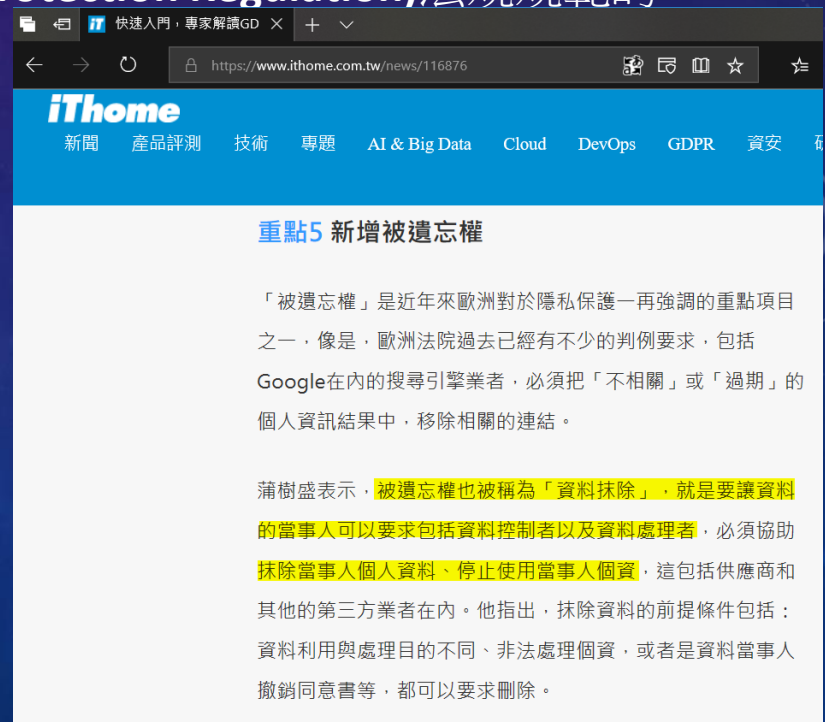 rotection Regulation)法規規範的
快速入門，專家解讀GD
https://www.ithome.com.tw/news/116876
iThome
新聞 產品評測 技術 專題 AI & Big Data Cloud DevOps GDPR 資安
重點5 新增被遺忘權
「被遺忘權」是近年來歐洲對於隱私保護一再強調的重點項目
之一，像是，歐洲法院過去已經有不少的判例要求，包括
Google在內的搜尋引擎業者，必須把「不相關」或「過期」的
個人資訊結果中，移除相關的連結。
蒲樹盛表示，被遺忘權也被稱為「資料抹除」，就是要讓資料
的當事人可以要求包括資料控制者以及資料處理者，必須協助
抹除當事人個人資料、停止使用當事人個資，這包括供應商和
其他的第三方業者在內。他指出，抹除資料的前提條件包括：
資料利用與處理目的不同、非法處理個資，或者是資料當事人
撤銷同意書等，都可以要求刪除。